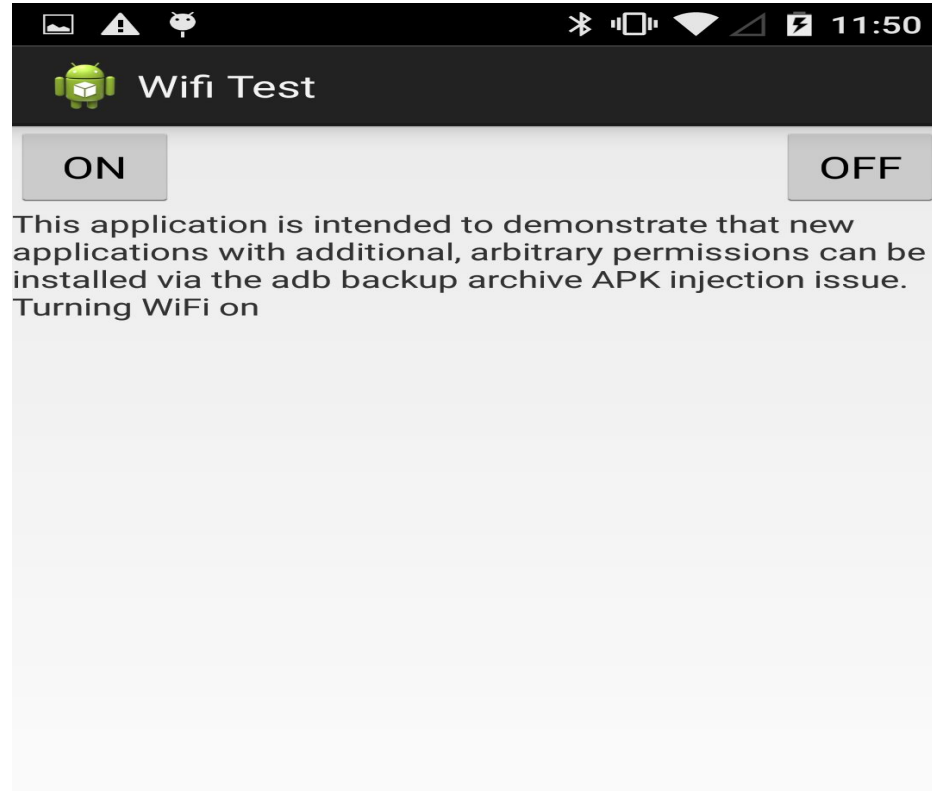 11:50
Wifi Test
ON
OFF
This application is intended to demonstrate that new
applications with additional, arbitrary permissions can be
installed via the adb backup archive APK injection issue.
Turning WiFi on